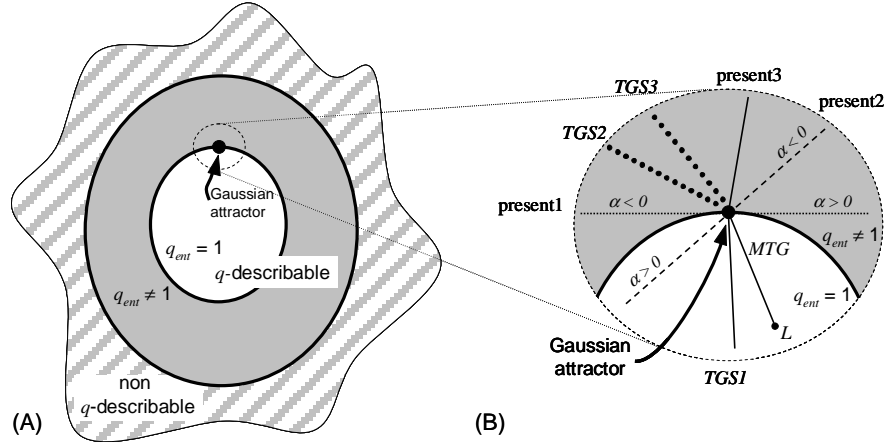 Gaussian
attractor
q_ent = 1
q-describable
q_ent ≠ 1
non
q-describable
(A)
present3
TGS3
present2
TGS2
α<0
present1
α<0
α>0
q_ent ≠ 1
MTG
α>0
q_ent = 1
L
Gaussian
attractor
TGS1
(B)